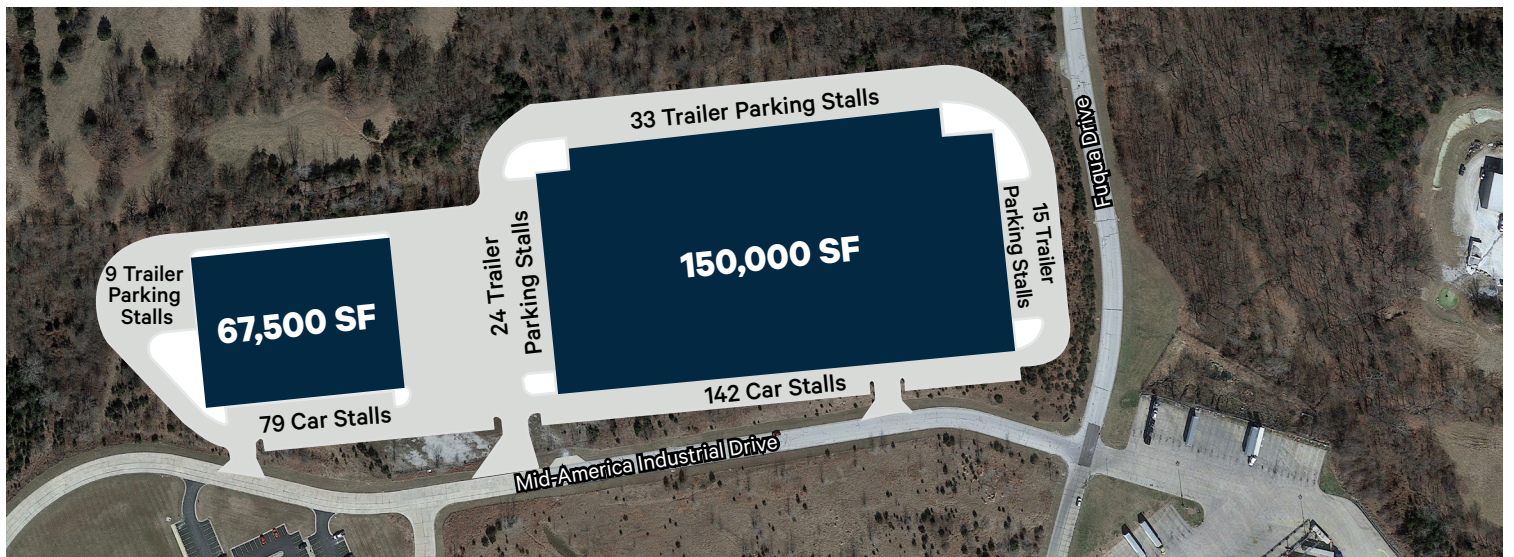 33 Trailer Parking Stalls
Fuqua Drive
15 Trailer
Parking Stalls
150,000 SF
24 Trailer
Parking Stalls
9 Trailer
Parking
Stalls
67,500 SF
142 Car Stalls
79 Car Stalls
Mid-America Industrial Drive